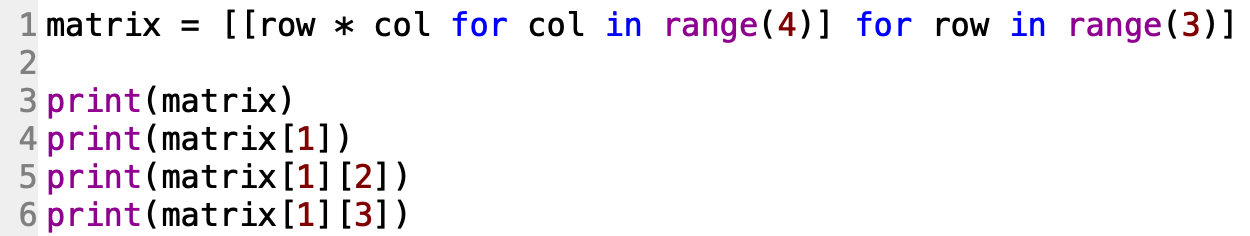 1 matrix = [[row * col for col in range(4)] for row in range(3)]
2
3 print(matrix)
4 print(matrix[1])
5 print(matrix[1][2])
6 print(matrix[1][3])